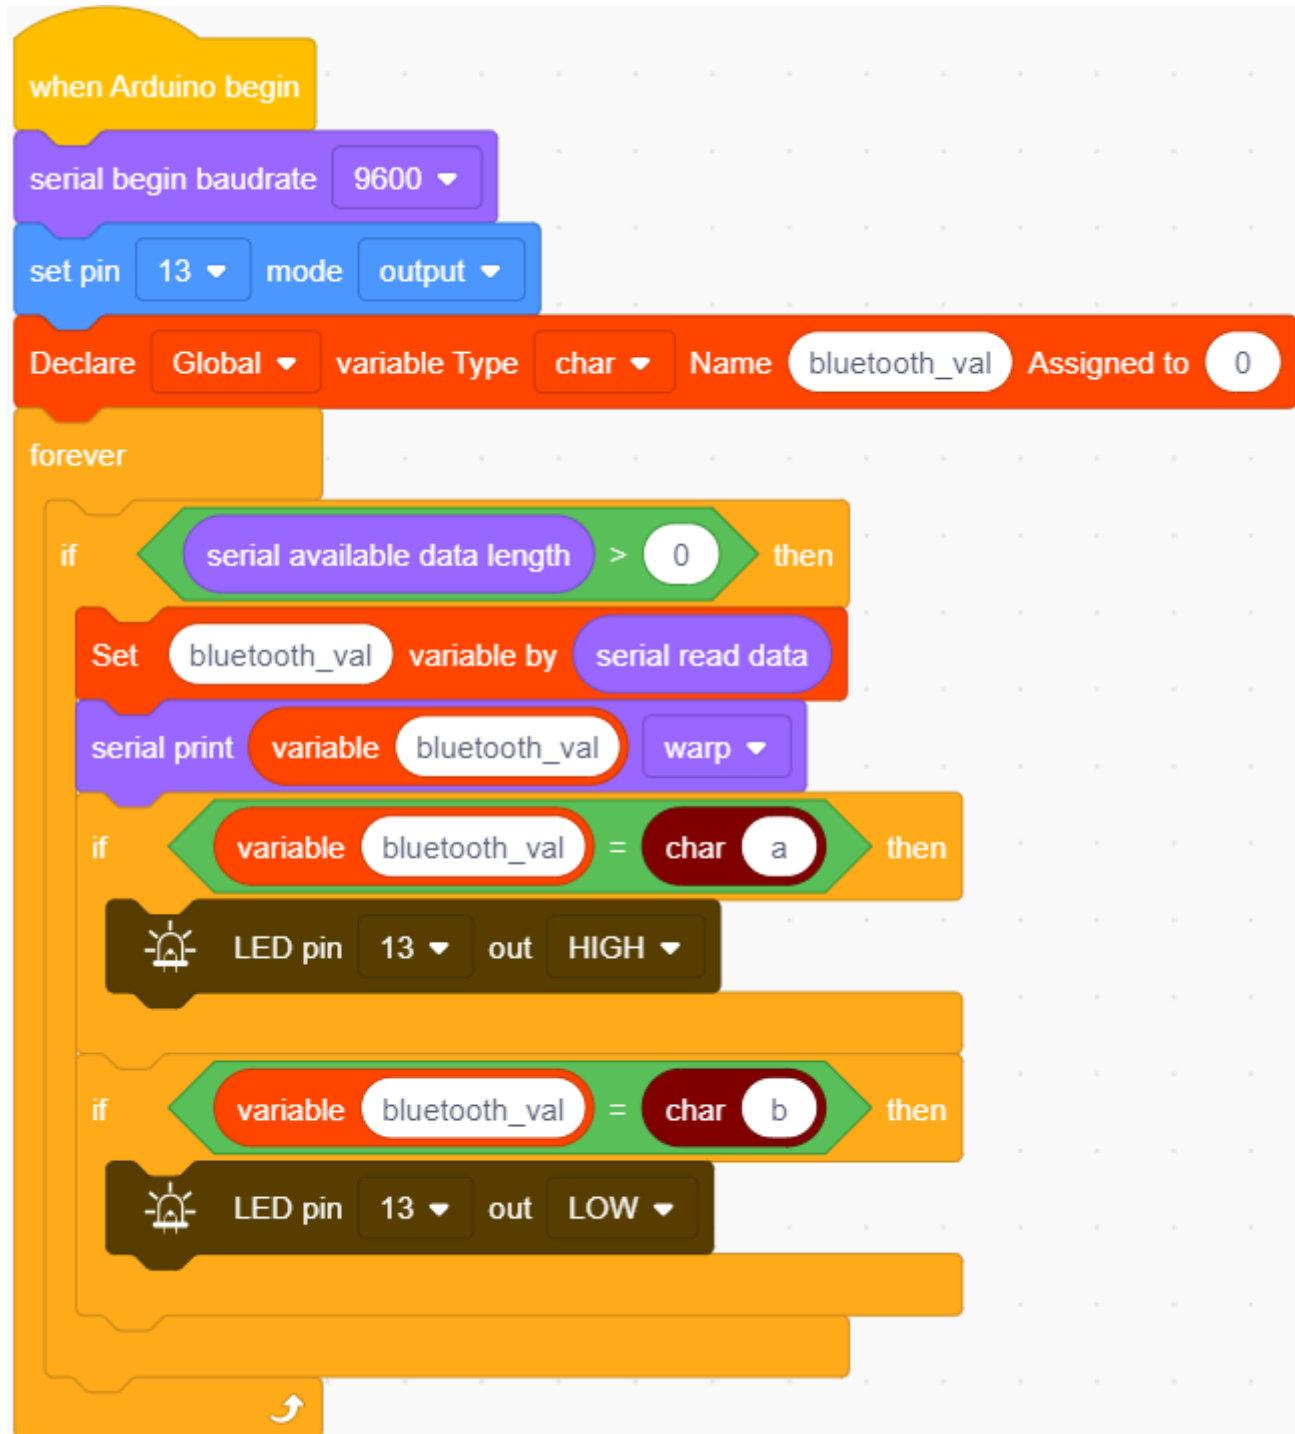 when Arduino begin
serial begin baudrate 9600
set pin 13 mode output
Declare Global variable Type char Name bluetooth_val Assigned to 0
forever
if serial available data length > 0 then
Set bluetooth_val variable by serial read data
serial print variable bluetooth_val warp
if variable bluetooth_val = char a then
LED pin 13 out HIGH
if variable bluetooth_val = char b then
LED pin 13 out LOW